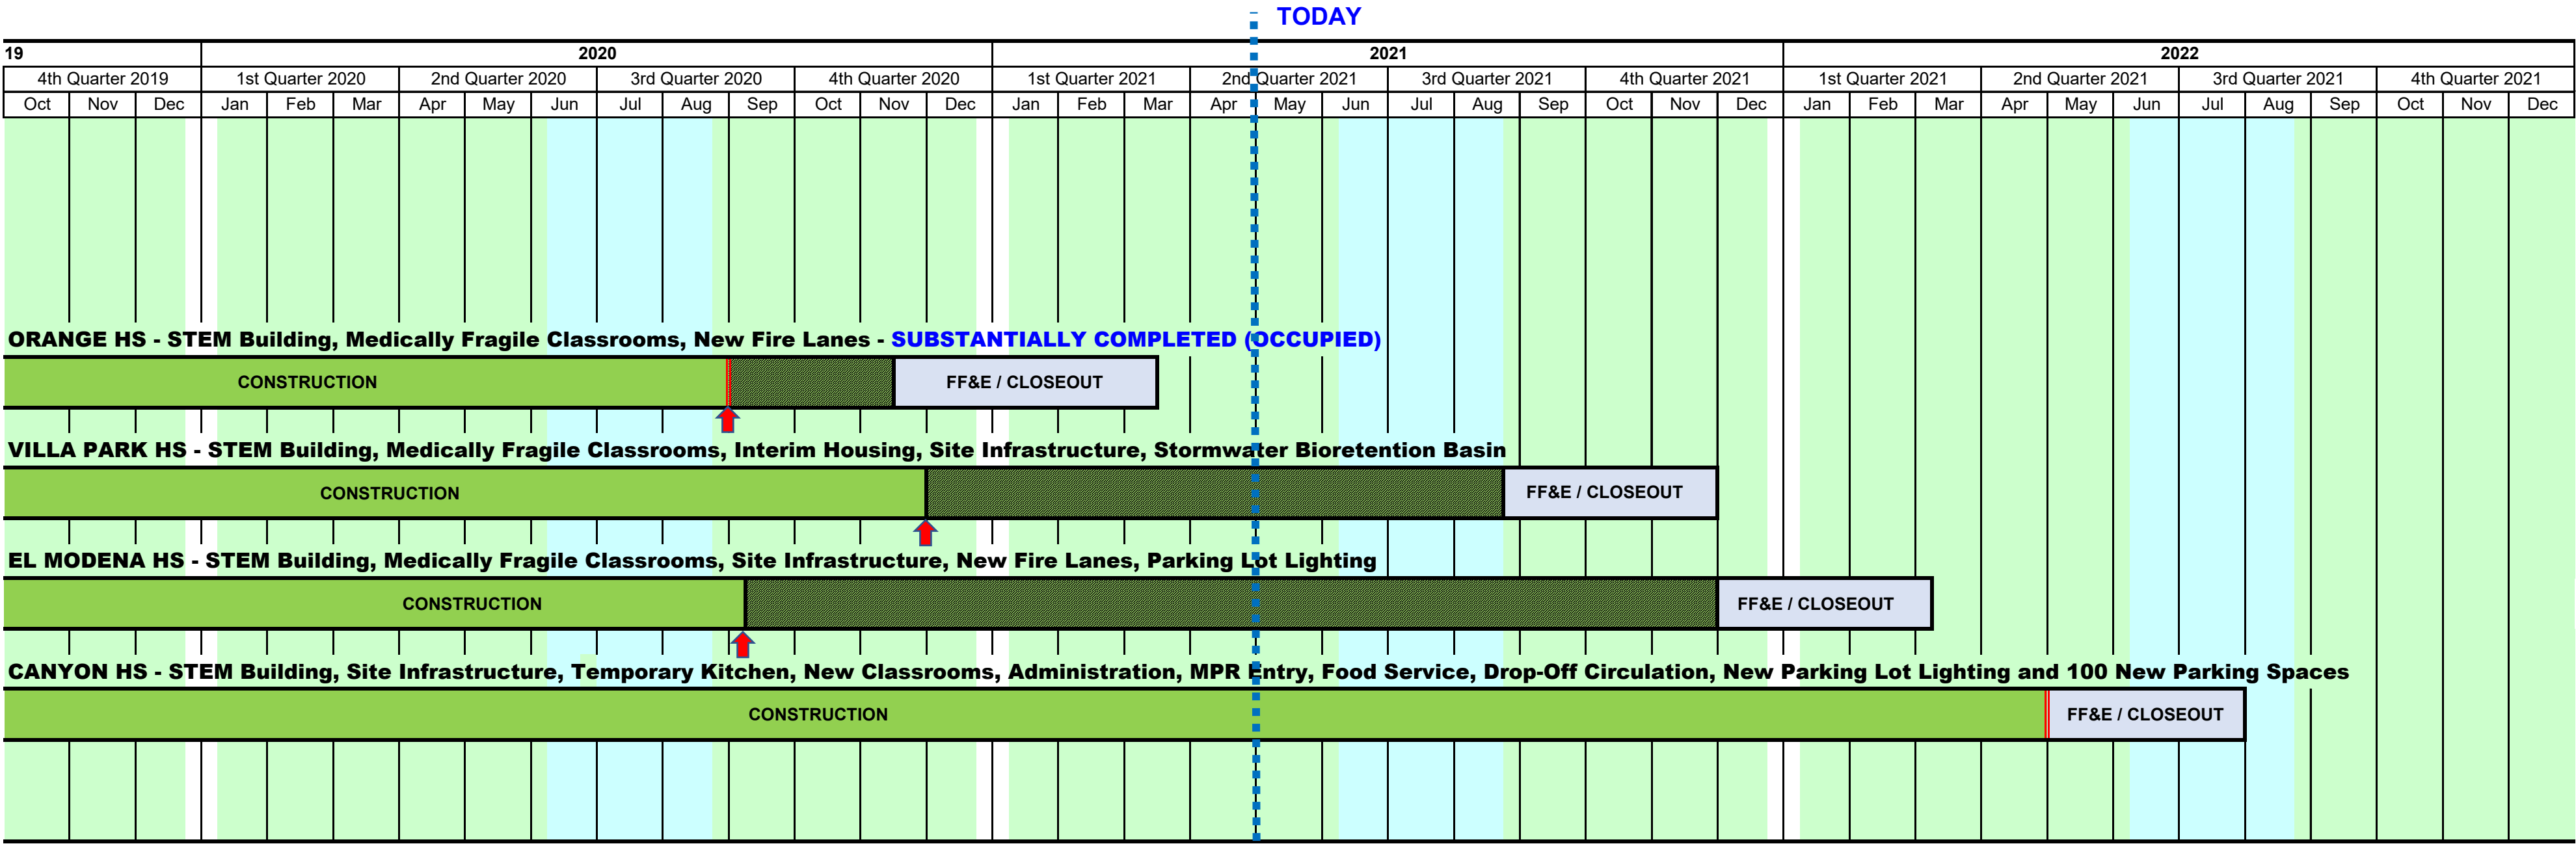 TODAY
19 2020 2021 2022
4th Quarter 2019 1st Quarter 2020 2nd Quarter 2020 3rd Quarter 2020 4th Quarter 2020 1st Quarter 2021 2nd Quarter 2021 3rd Quarter 2021 4th Quarter 2021 1st Quarter 2021 2nd Quarter 2021 3rd Quarter 2021 4th Quarter 2021
Oct Nov Dec Jan Feb Mar Apr May Jun Jul Aug Sep Oct Nov Dec Jan Feb Mar Apr May Jun Jul Aug Sep Oct Nov Dec Jan Feb Mar Apr May Jun Jul Aug Sep Oct Nov Dec
ORANGE HS - STEM Building, Medically Fragile Classrooms, New Fire Lanes - SUBSTANTIALLY COMPLETED (OCCUPIED)
CONSTRUCTION FF&E / CLOSEOUT
VILLA PARK HS - STEM Building, Medically Fragile Classrooms, Interim Housing, Site Infrastructure, Stormwater Bioretention Basin
CONSTRUCTION FF&E / CLOSEOUT
EL MODENA HS - STEM Building, Medically Fragile Classrooms, Site Infrastructure, New Fire Lanes, Parking Lot Lighting
CONSTRUCTION FF&E / CLOSEOUT
CANYON HS - STEM Building, Site Infrastructure, Temporary Kitchen, New Classrooms, Administration, MPR Entry, Food Service, Drop-Off Circulation, New Parking Lot Lighting and 100 New Parking Spaces
CONSTRUCTION FF&E / CLOSEOUT